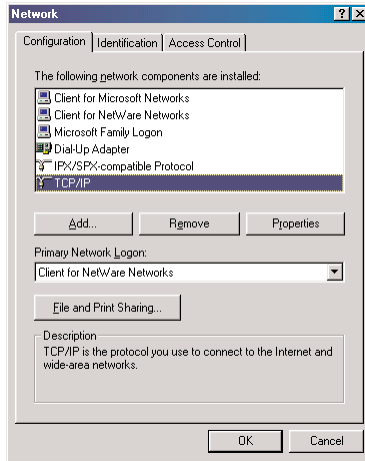 Network
Configuration Identification Access Control
The following network components are installed:
Client for Microsoft Networks
Client for NetWare Networks
Microsoft Family Logon
Dial-Up Adapter
IPX/SPX-compatible Protocol
TCP/IP
Add... Remove Properties
Primary Network Logon:
Client for NetWare Networks
File and Print Sharing...
Description
TCP/IP is the protocol you use to connect to the Internet and
wide-area networks.
OK Cancel